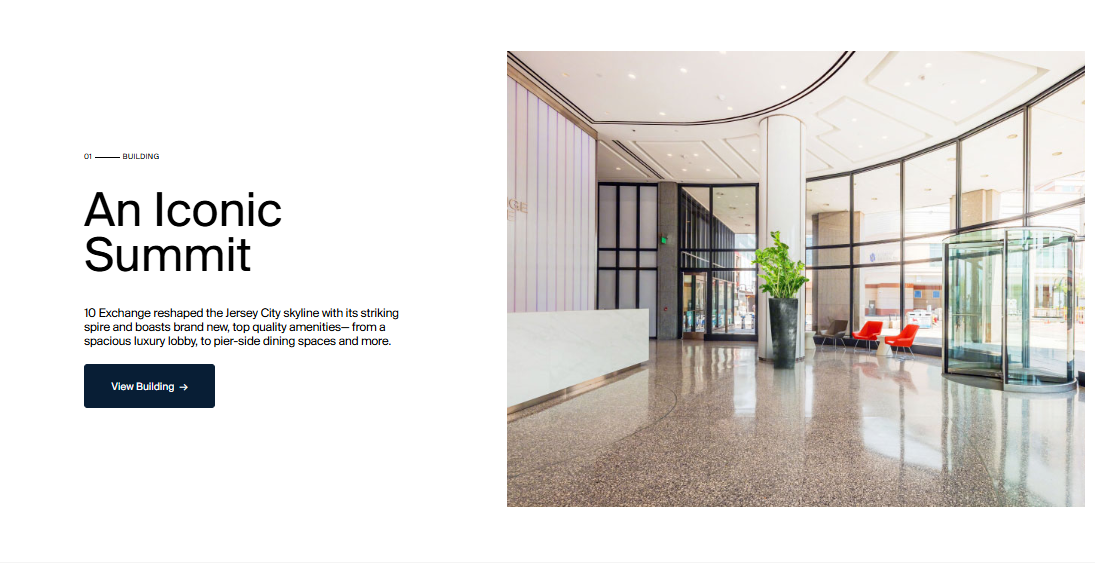 01 —— BUILDING
An Iconic
Summit
10 Exchange reshaped the Jersey City skyline with its striking
spire and boasts brand new, top quality amenities— from a
spacious luxury lobby, to pier-side dining spaces and more.
View Building →